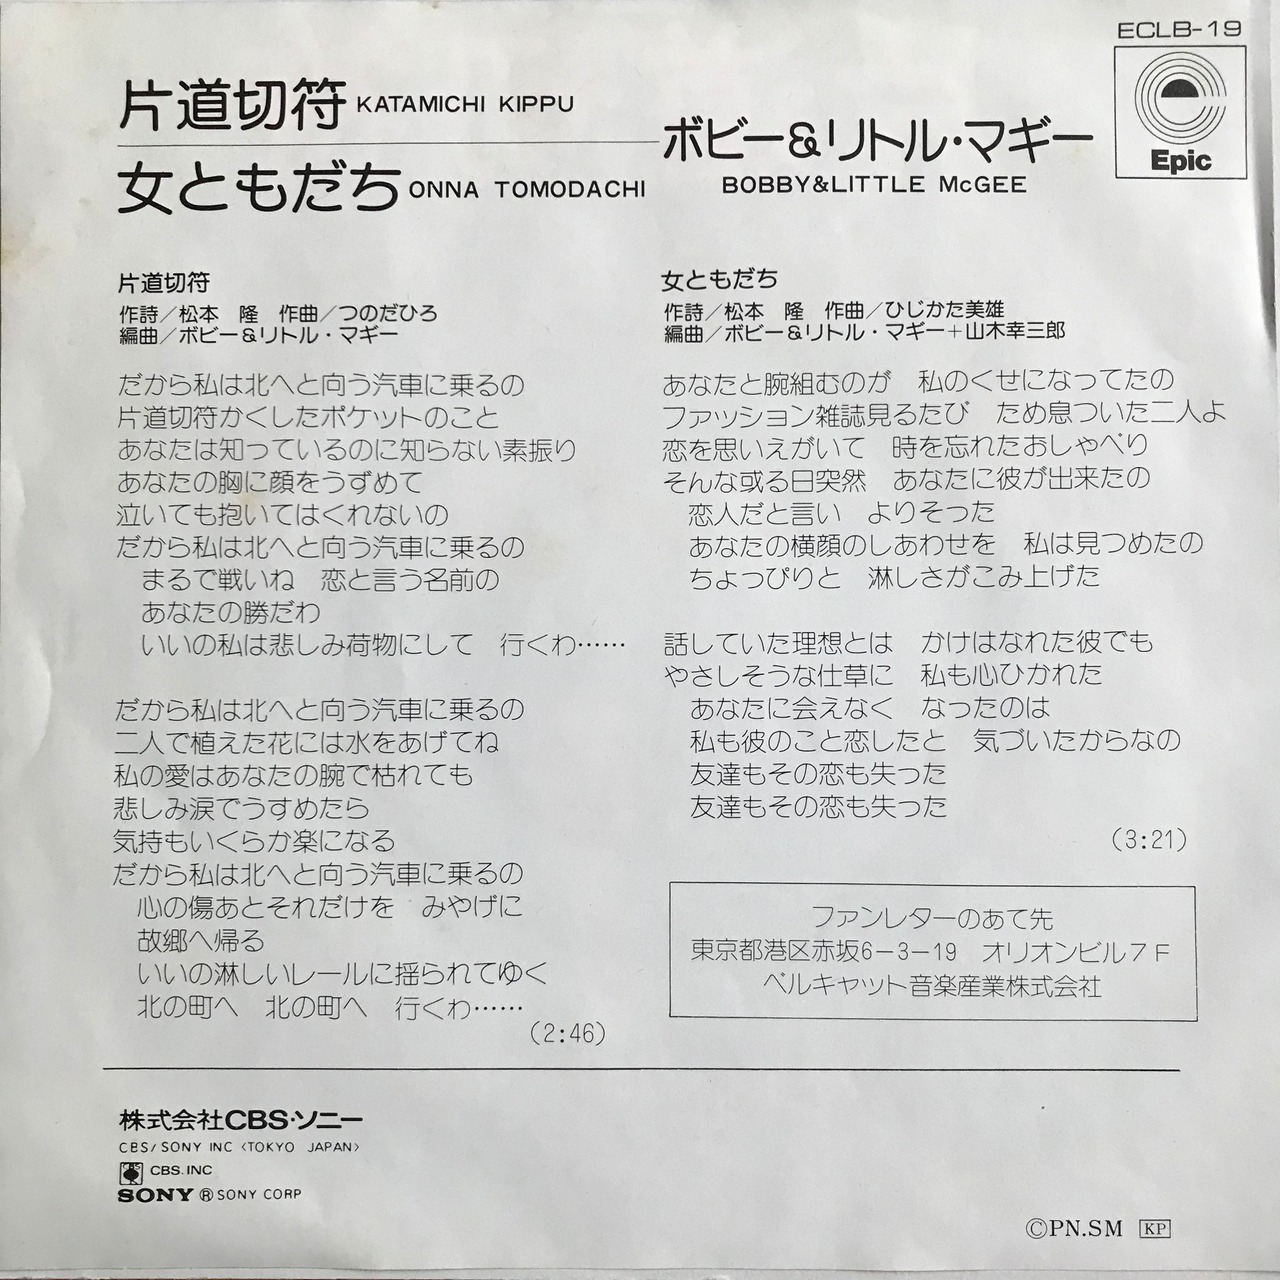 ECLB-19
片道切符 KATAMICHI KIPPU
女ともだち ONNA TOMODACHI
ボビー&リトル・マギー
BOBBY&LITTLE McGEE
Epic
片道切符
作詩/松本 隆 作曲/つのだひろ
編曲/ボビー&リトル・マギー
だから私は北へと向う汽車に乗るの
片道切符かくしたポケットのこと
あなたは知っているのに知らない素振り
あなたの胸に顔をうずめて
泣いても抱いてはくれないの
だから私は北へと向う汽車に乗るの
まるで戦いね 恋と言う名前の
あなたの勝だわ
いいの私は悲しみ荷物にして 行くわ……
だから私は北へと向う汽車に乗るの
二人で植えた花には水をあげてね
私の愛はあなたの腕で枯れても
悲しみ涙でうすめたら
気持もいくらか楽になる
だから私は北へと向う汽車に乗るの
心の傷あとそれだけを みやげに
故郷へ帰る
いいの淋しいレールに揺られてゆく
北の町へ 北の町へ 行くわ……
(2:46)
女ともだち
作詩/松本 隆 作曲/ひじかた美雄
編曲/ボビー&リトル・マギー+山木幸三郎
あなたと腕組むのが 私のくせになってたの
ファッション雑誌見るたび ため息ついた二人よ
恋を思いえがいて 時を忘れたおしゃべり
そんな或る日突然 あなたに彼が出来たの
恋人だと言い よりそった
あなたの横顔のしあわせを 私は見つめたの
ちょっぴりと 淋しさがこみ上げた
話していた理想とは かけはなれた彼でも
やさしそうな仕草に 私も心ひかれた
あなたに会えなく なったのは
私も彼のこと恋したと 気づいたからなの
友達もその恋も失った
友達もその恋も失った
(3:21)
ファンレターのあて先
東京都港区赤坂6-3-19 オリオンビル7F
ベルキャット音楽産業株式会社
株式会社CBS・ソニー
CBS/SONY INC〈TOKYO JAPAN〉
CBS. INC
SONY ® SONY CORP
©PN.SM KP